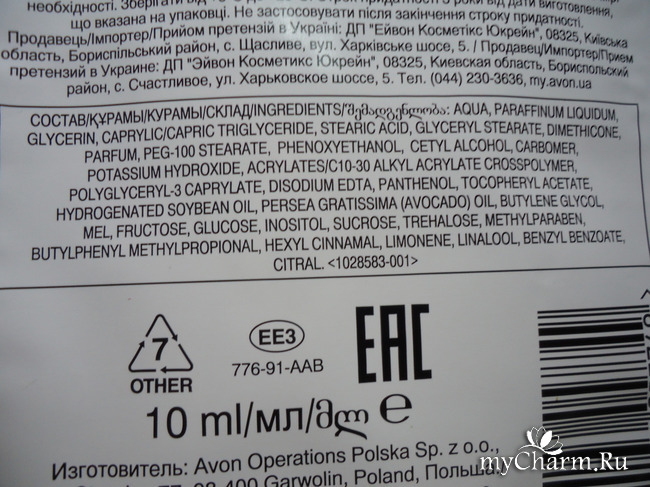 необхідності. Зберігати від
що вказана на упаковці. Не застосовувати після закінчення строку придатності.
Продавець/Імпортер/Прийом претензій в Україні: ДП "Ейвон Косметікс Юкрейн", 08325, Київська
область, Бориспільський район, с. Щасливе, вул. Харківське шосе, 5. / Продавец/Импортер/Прием
претензий в Украине: ДП "Эйвон Косметикс Юкрейн", 08325, Киевская область, Бориспольский
район, с. Счастливое, ул. Харьковское шоссе, 5. Тел. (044) 230-3636, my.avon.ua
СОСТАВ/ҚҰРАМЫ/КУРАМЫ/СКЛАД/INGREDIENTS/შემადგენლობა: AQUA, PARAFFINUM LIQUIDUM,
GLYCERIN, CAPRYLIC/CAPRIC TRIGLYCERIDE, STEARIC ACID, GLYCERYL STEARATE, DIMETHICONE,
PARFUM, PEG-100 STEARATE, PHENOXYETHANOL, CETYL ALCOHOL, CARBOMER,
POTASSIUM HYDROXIDE, ACRYLATES/C10-30 ALKYL ACRYLATE CROSSPOLYMER,
POLYGLYCERYL-3 CAPRYLATE, DISODIUM EDTA, PANTHENOL, TOCOPHERYL ACETATE,
HYDROGENATED SOYBEAN OIL, PERSEA GRATISSIMA (AVOCADO) OIL, BUTYLENE GLYCOL,
MEL, FRUCTOSE, GLUCOSE, INOSITOL, SUCROSE, TREHALOSE, METHYLPARABEN,
BUTYLPHENYL METHYLPROPIONAL, HEXYL CINNAMAL, LIMONENE, LINALOOL, BENZYL BENZOATE,
CITRAL. <1028583-001>
7
OTHER
EE3
776-91-AAB
EAC
10 ml/мл/მლ e
Изготовитель: Avon Operations Polska Sp. z o.o.,
00 Garwolin, Poland, Польша
myCharm.Ru